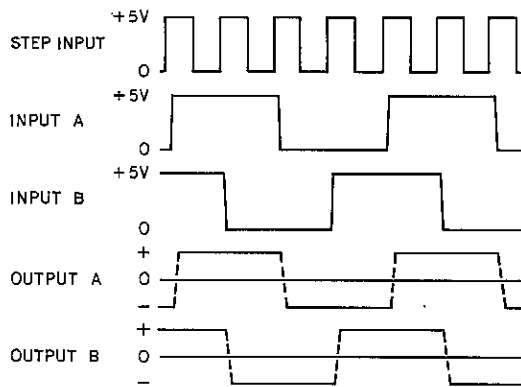 +5V
STEP INPUT
0
+5V
INPUT A
0
+5V
INPUT B
0
+
OUTPUT A 0
–
+
OUTPUT B 0
–